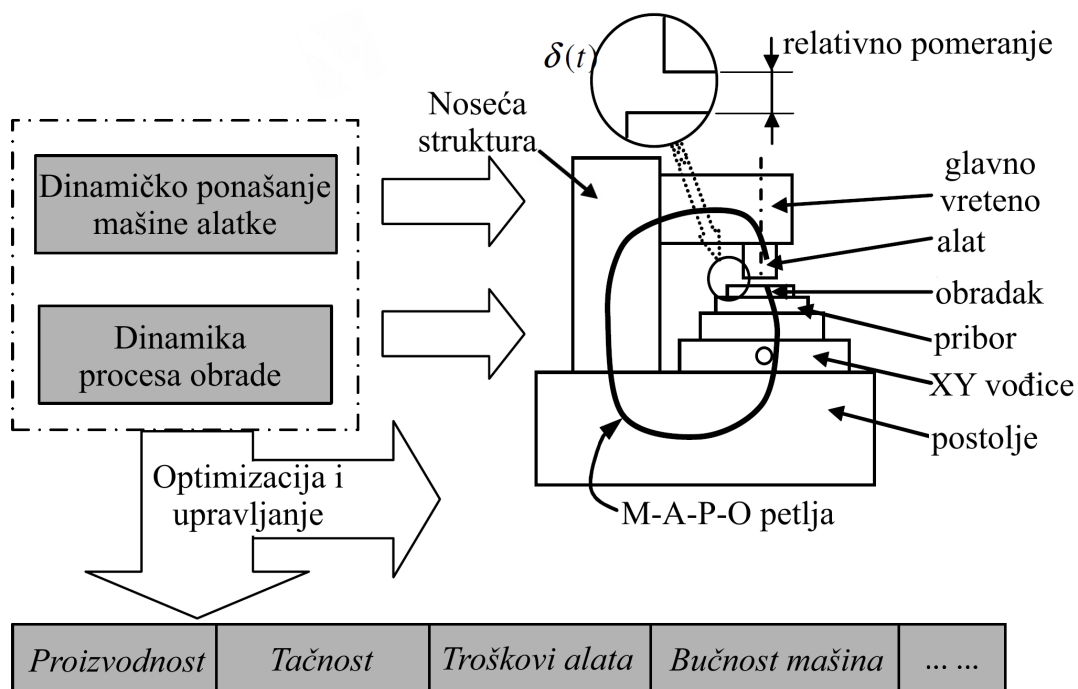 δ(t)
relativno pomeranje
Noseća
struktura
Dinamičko ponašanje
mašine alatke
glavno
vreteno
alat
obradak
Dinamika
procesa obrade
pribor
XY vođice
postolje
Optimizacija i
upravljanje
M-A-P-O petlja
Proizvodnost
Tačnost
Troškovi alata
Bučnost mašina
... ...